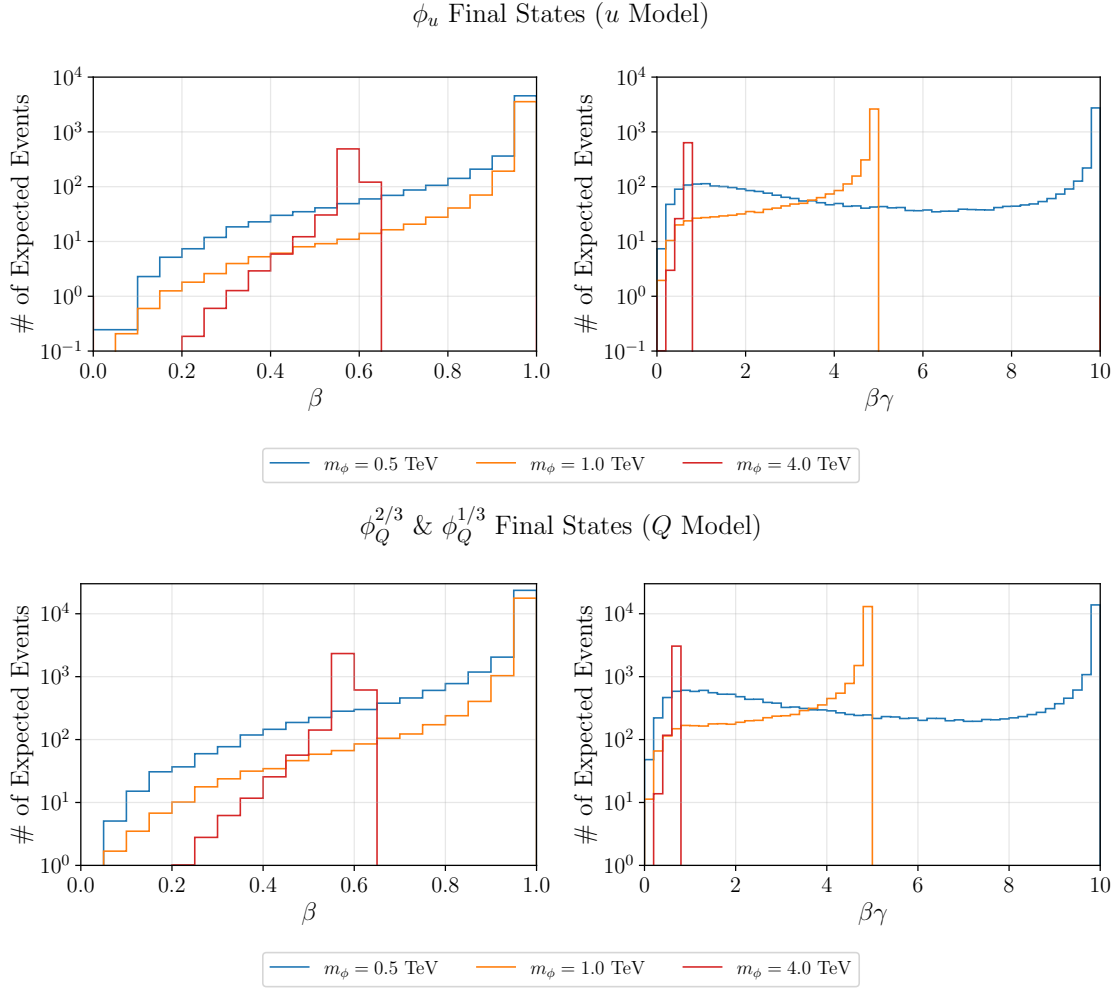 ϕ_u Final States (u Model)
# of Expected Events
10^4
10^3
10^2
10^1
10^0
10^−1
0.0 0.2 0.4 0.6 0.8 1.0
β
# of Expected Events
10^4
10^3
10^2
10^1
10^0
10^−1
0 2 4 6 8 10
βγ
m_ϕ = 0.5 TeV m_ϕ = 1.0 TeV m_ϕ = 4.0 TeV
ϕ_Q^{2/3} & ϕ_Q^{1/3} Final States (Q Model)
# of Expected Events
10^4
10^3
10^2
10^1
10^0
0.0 0.2 0.4 0.6 0.8 1.0
β
# of Expected Events
10^4
10^3
10^2
10^1
10^0
0 2 4 6 8 10
βγ
m_ϕ = 0.5 TeV m_ϕ = 1.0 TeV m_ϕ = 4.0 TeV